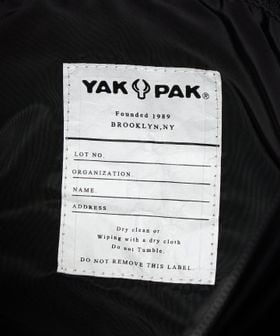 YAK PAK®
Founded 1989
BROOKLYN,NY
LOT NO.
ORGANIZATION.
NAME.
ADDRESS
Dry clean or
Wiping with a dry cloth
Do not Tumble.
DO NOT REMOVE THIS LABEL.